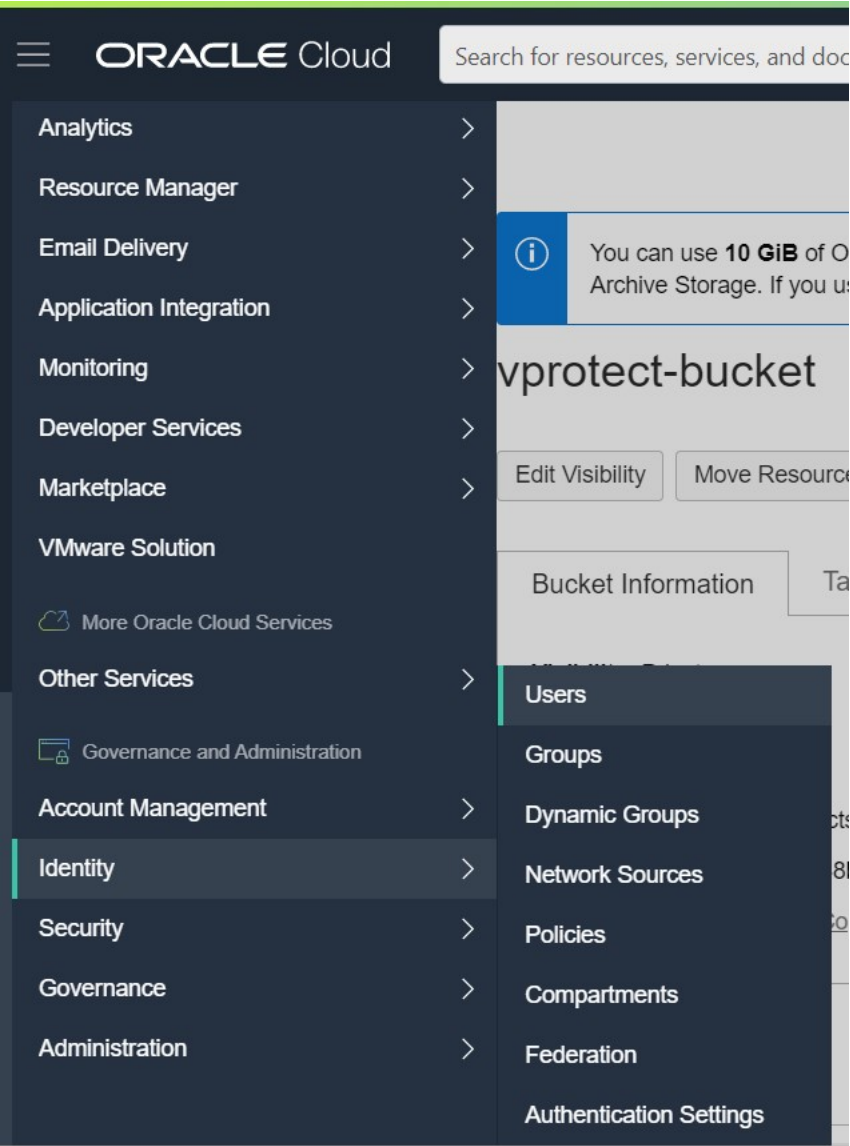 ORACLE Cloud
Search for resources, services, and
Analytics
Resource Manager
Email Delivery
Application Integration
Monitoring
Developer Services
Marketplace
VMware Solution
More Oracle Cloud Services
Other Services
Governance and Administration
Account Management
Identity
Security
Governance
Administration
You can use 10 GiB of
Archive Storage. If you
vprotect-bucket
Edit Visibility
Move Resource
Bucket Information
Users
Groups
Dynamic Groups
Network Sources
Policies
Compartments
Federation
Authentication Settings